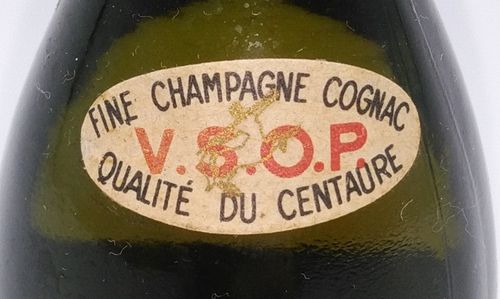 FINE CHAMPAGNE COGNAC
V.S.O.P.
QUALITÉ DU CENTAURE